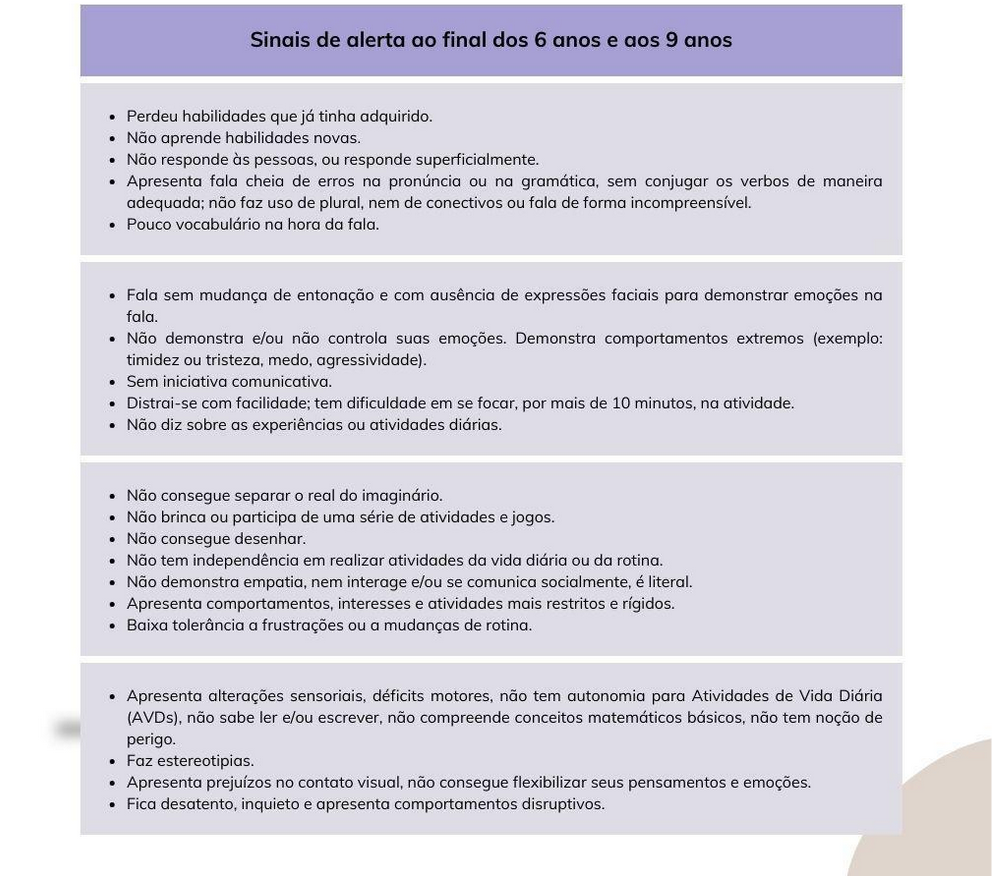 Sinais de alerta ao final dos 6 anos e aos 9 anos
• Perdeu habilidades que já tinha adquirido.
• Não aprende habilidades novas.
• Não responde às pessoas, ou responde superficialmente.
• Apresenta fala cheia de erros na pronúncia ou na gramática, sem conjugar os verbos de maneira
adequada; não faz uso de plural, nem de conectivos ou fala de forma incompreensível.
• Pouco vocabulário na hora da fala.
• Fala sem mudança de entonação e com ausência de expressões faciais para demonstrar emoções na
fala.
• Não demonstra e/ou não controla suas emoções. Demonstra comportamentos extremos (exemplo:
timidez ou tristeza, medo, agressividade).
• Sem iniciativa comunicativa.
• Distrai-se com facilidade; tem dificuldade em se focar, por mais de 10 minutos, na atividade.
• Não diz sobre as experiências ou atividades diárias.
• Não consegue separar o real do imaginário.
• Não brinca ou participa de uma série de atividades e jogos.
• Não consegue desenhar.
• Não tem independência em realizar atividades da vida diária ou da rotina.
• Não demonstra empatia, nem interage e/ou se comunica socialmente, é literal.
• Apresenta comportamentos, interesses e atividades mais restritos e rígidos.
• Baixa tolerância a frustrações ou a mudanças de rotina.
• Apresenta alterações sensoriais, déficits motores, não tem autonomia para Atividades de Vida Diária
(AVDs), não sabe ler e/ou escrever, não compreende conceitos matemáticos básicos, não tem noção de
perigo.
• Faz estereotipias.
• Apresenta prejuízos no contato visual, não consegue flexibilizar seus pensamentos e emoções.
• Fica desatento, inquieto e apresenta comportamentos disruptivos.